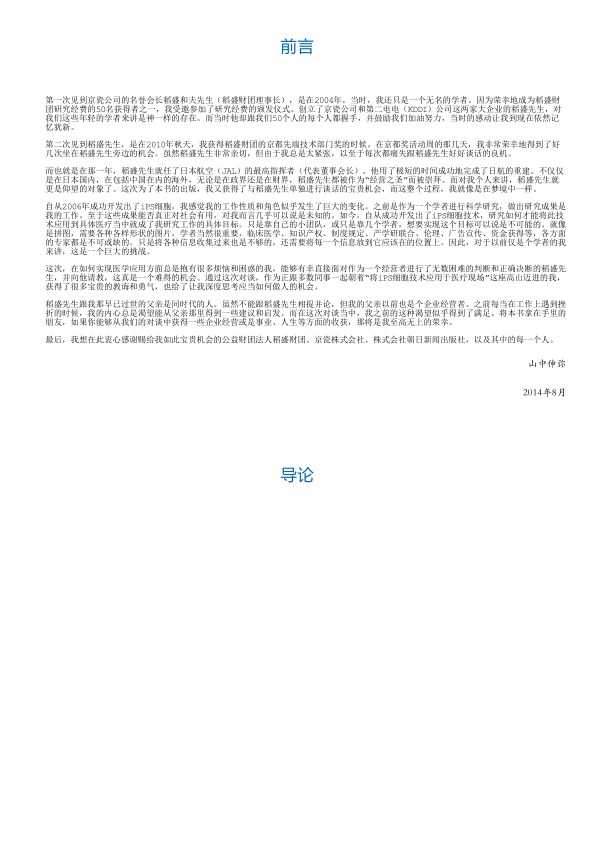 前言
第一次见到京瓷公司的名誉会长稻盛和夫先生（稻盛财团理事长），是在2004年。当时，我还只是一个无名的学者。因为荣幸地成为稻盛财
团研究经费的50名获得者之一，我受邀参加了研究经费的颁发仪式。创立了京瓷公司和第二电电（KDDI）公司这两家大企业的稻盛先生，对
我们这些年轻的学者来讲是神一样的存在。而当时他却跟我们50个人的每个人都握手，并鼓励我们加油努力，当时的感动让我到现在依然记
忆犹新。
第二次见到稻盛先生，是在2010年秋天，我获得稻盛财团的京都先端技术部门奖的时候。在京都奖活动周的那几天，我非常荣幸地得到了好
几次坐在稻盛先生旁边的机会。虽然稻盛先生非常亲切，但由于我总是太紧张，以至于每次都痛失跟稻盛先生好好谈话的良机。
而也就是在那一年，稻盛先生就任了日本航空（JAL）的最高指挥者（代表董事会长）。他用了极短的时间成功地完成了日航的重建。不仅仅
是在日本国内，在包括中国在内的海外，无论是在政界还是在财界，稻盛先生都被作为“经营之圣”而被崇拜。而对我个人来讲，稻盛先生就
更是仰望的对象了。这次为了本书的出版，我又获得了与稻盛先生单独进行谈话的宝贵机会，而这整个过程，我就像是在梦境中一样。
自从2006年成功开发出了iPS细胞，我感觉我的工作性质和角色似乎发生了巨大的变化。之前是作为一个学者进行科学研究，做出研究成果是
我的工作。至于这些成果能否真正对社会有用，对我而言几乎可以说是未知的。如今，自从成功开发出了iPS细胞技术，研究如何才能将此技
术应用到具体医疗当中就成了我研究工作的具体目标。只是靠自己的小团队，或只是靠几个学者，想要实现这个目标可以说是不可能的。就像
是拼图，需要各种各样形状的图片，学者当然很重要，临床医学、知识产权、制度规定、产学研联合、伦理、广告宣传、资金获得等，各方面
的专家都是不可或缺的。只是将各种信息收集过来也是不够的，还需要将每一个信息放到它应该在的位置上。因此，对于以前仅是个学者的我
来讲，这是一个巨大的挑战。
这次，在如何实现医学应用方面总是抱有很多烦恼和困惑的我，能够有幸直接面对作为一个经营者进行了无数困难的判断和正确决断的稻盛先
生，并向他请教，这真是一个难得的机会。通过这次对谈，作为正跟多数同事一起朝着“将iPS细胞技术应用于医疗现场”这座高山迈进的我，
获得了很多宝贵的教诲和勇气，也给了让我深度思考应当如何做人的机会。
稻盛先生跟我那早已过世的父亲是同时代的人。虽然不能跟稻盛先生相提并论，但我的父亲以前也是个企业经营者。之前每当在工作上遇到挫
折的时候，我的内心总是渴望能从父亲那里得到一些建议和启发。而在这次对谈当中，我之前的这种渴望似乎得到了满足。将本书拿在手里的
朋友，如果你能够从我们的对谈中获得一些企业经营或是事业、人生等方面的收获，那将是我至高无上的荣幸。
最后，我想在此衷心感谢赐给我如此宝贵机会的公益财团法人稻盛财团、京瓷株式会社、株式会社朝日新闻出版社，以及其中的每一个人。
山中伸弥
2014年8月
导论